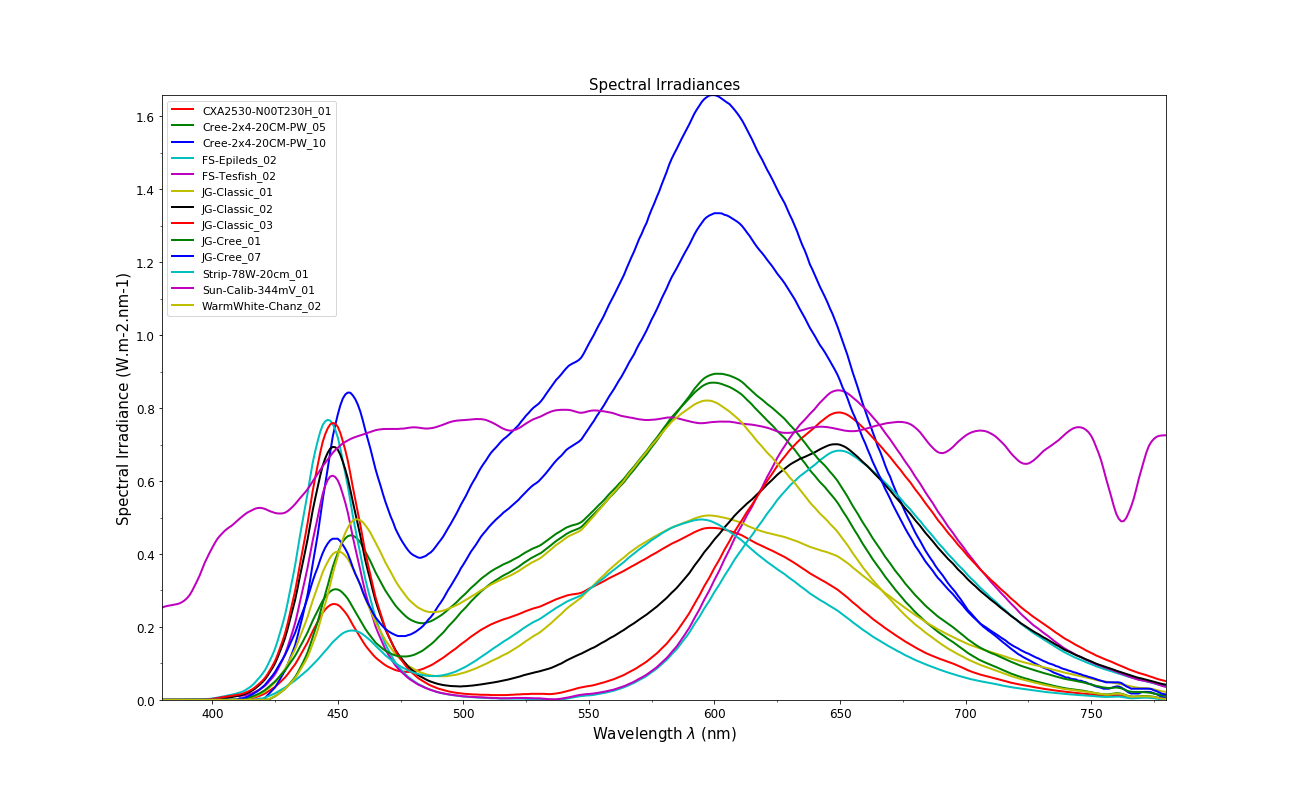 Spectral Irradiances
CXA2530-N00T230H_01
Cree-2x4-20CM-PW_05
Cree-2x4-20CM-PW_10
FS-Epileds_02
FS-Tesfish_02
JG-Classic_01
JG-Classic_02
JG-Classic_03
JG-Cree_01
JG-Cree_07
Strip-78W-20cm_01
Sun-Calib-344mV_01
WarmWhite-Chanz_02
Spectral Irradiance (W.m-2.nm-1)
1.6
1.4
1.2
1.0
0.8
0.6
0.4
0.2
0.0
400 450 500 550 600 650 700 750
Wavelength λ (nm)